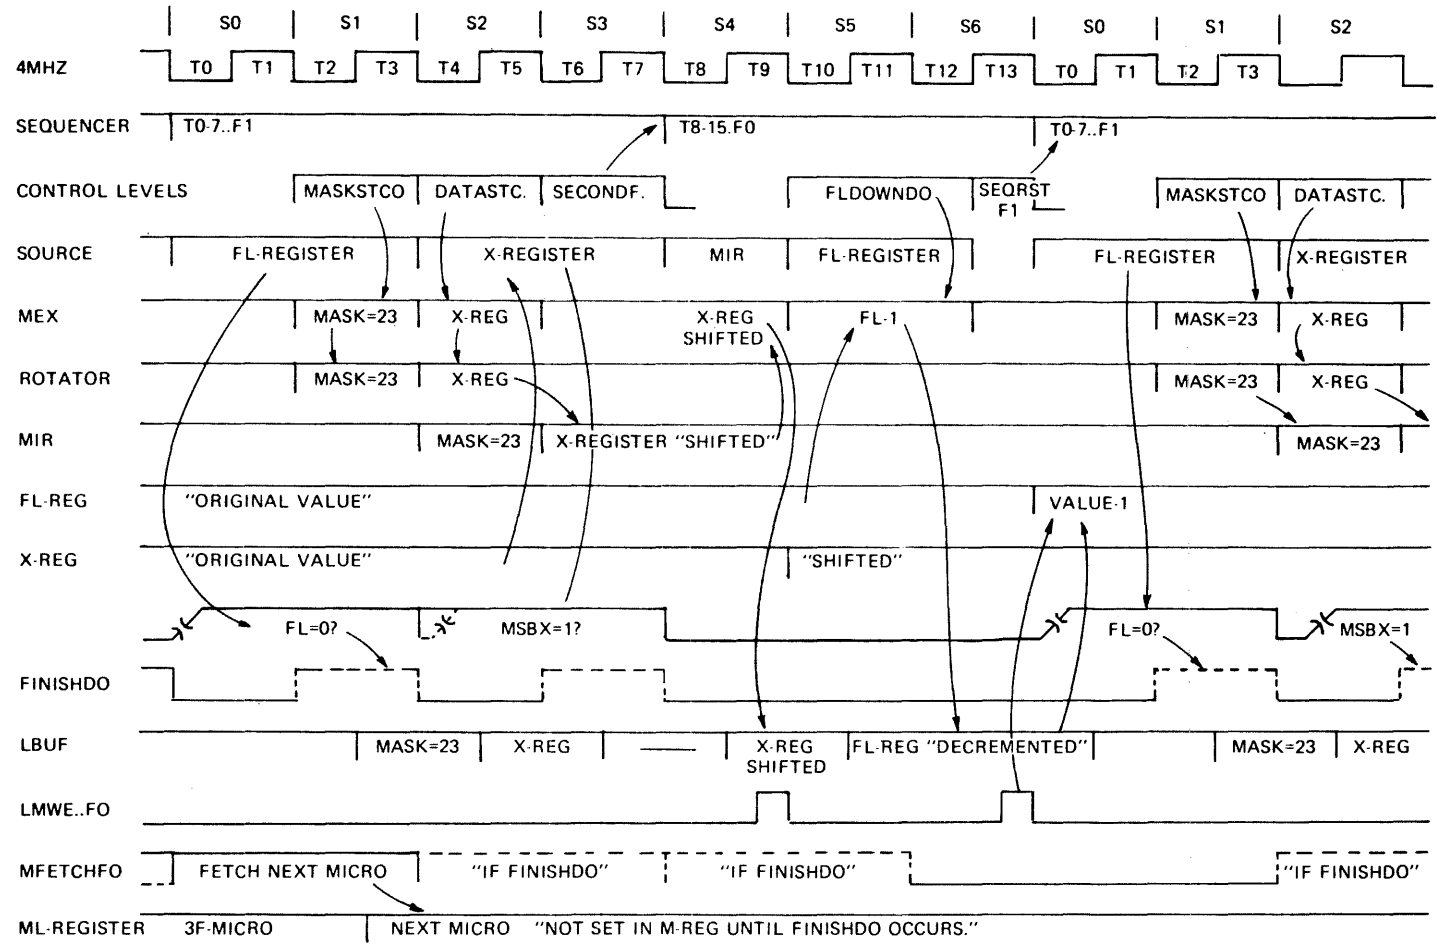 S0 S1 S2 S3 S4 S5 S6 S0 S1 S2
4MHZ T0 T1 T2 T3 T4 T5 T6 T7 T8 T9 T10 T11 T12 T13 T0 T1 T2 T3
SEQUENCER T0-7..F1 T8-15.F0 T0-7..F1
CONTROL LEVELS MASKSTCO DATASTC. SECONDF. FLDOWNDO SEQRST MASKSTCO DATASTC.
F1
SOURCE FL-REGISTER X-REGISTER MIR FL-REGISTER FL-REGISTER X-REGISTER
MEX MASK=23 X-REG X-REG FL-1 MASK=23 X-REG
SHIFTED
ROTATOR MASK=23 X-REG MASK=23 X-REG
MIR MASK=23 X-REGISTER "SHIFTED" MASK=23
FL-REG "ORIGINAL VALUE" VALUE-1
X-REG "ORIGINAL VALUE" "SHIFTED"
FL=0? MSBX=1? FL=0? MSBX=1
FINISHDO
LBUF MASK=23 X-REG X-REG FL-REG "DECREMENTED" MASK=23 X-REG
SHIFTED
LMWE..FO
MFETCHFO FETCH NEXT MICRO "IF FINISHDO" "IF FINISHDO" "IF FINISHDO"
ML-REGISTER 3F-MICRO NEXT MICRO "NOT SET IN M-REG UNTIL FINISHDO OCCURS."